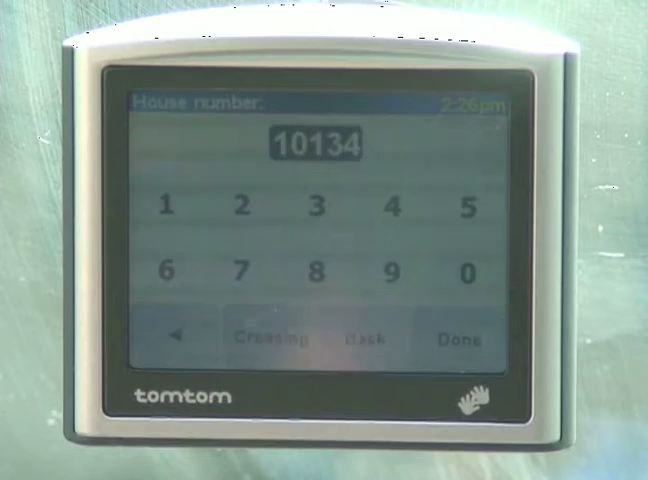 House number: 2:26pm
10134
1 2 3 4 5
6 7 8 9 0
◄ Crossing Back Done
tomtom